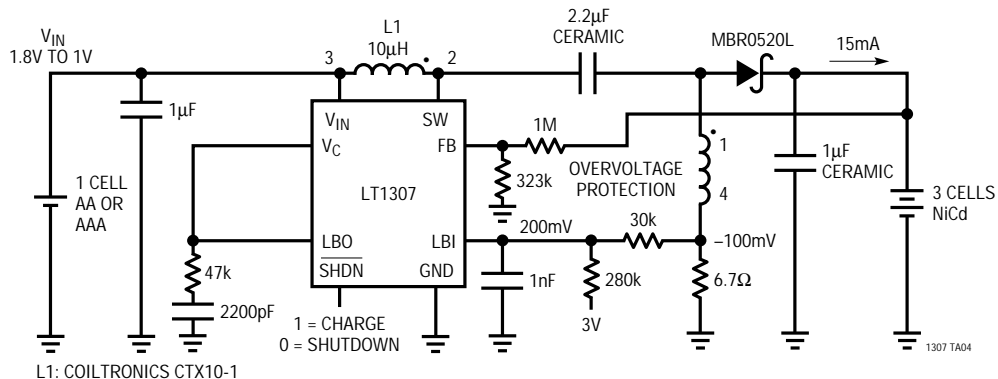 VIN
1.8V TO 1V
L1
10µH
3
2
2.2µF
CERAMIC
MBR0520L
15mA
1µF
VIN
SW
VC
FB
1M
323k
OVERVOLTAGE
PROTECTION
1
4
1µF
CERAMIC
LT1307
1 CELL
AA OR
AAA
3 CELLS
NiCd
LBO
LBI
200mV
30k
–100mV
47k
SHDN
GND
1nF
280k
6.7Ω
2200pF
3V
1 = CHARGE
0 = SHUTDOWN
1307 TA04
L1: COILTRONICS CTX10-1